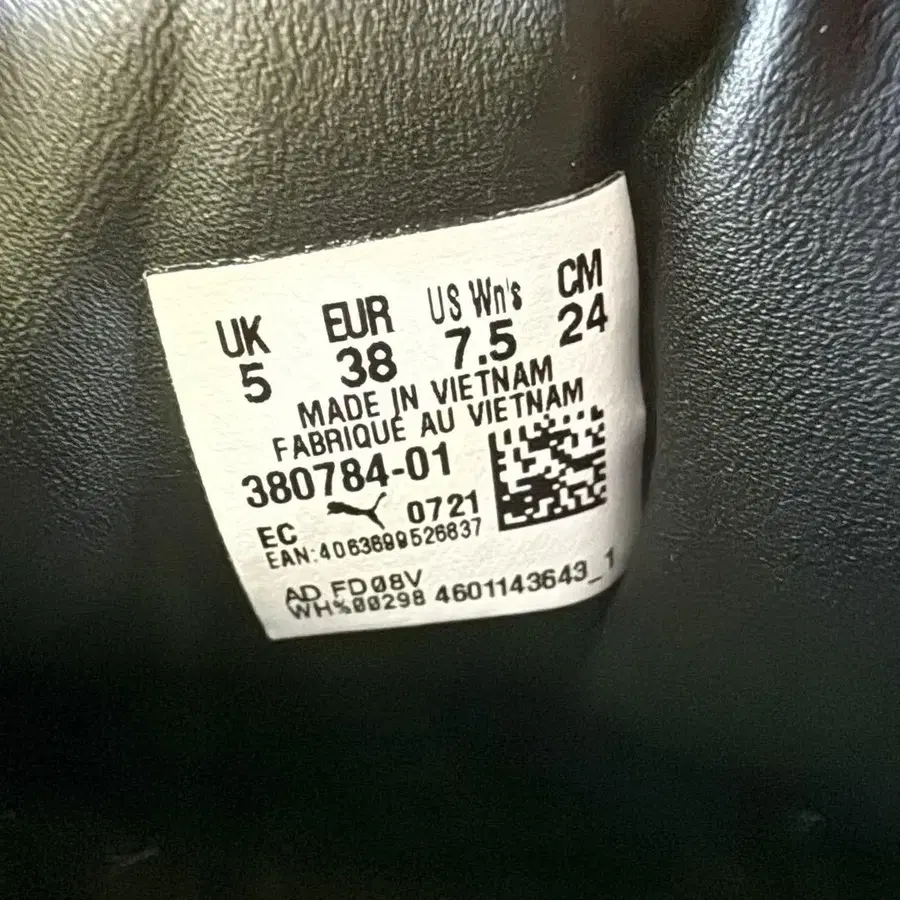 UK EUR US Wn's CM
5 38 7.5 24
MADE IN VIETNAM
FABRIQUÉ AU VIETNAM
380784-01
EC 0721
EAN:4063699526837
AD FD08V
WH%00298 4601143643_1